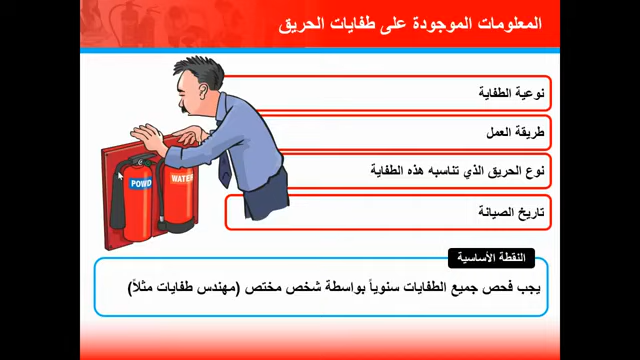 المعلومات الموجودة على طفايات الحريق
نوعية الطفاية
طريقة العمل
نوع الحريق الذي تناسبه هذه الطفاية
تاريخ الصيانة
POWD
WATER
النقطة الأساسية
يجب فحص جميع الطفايات سنوياً بواسطة شخص مختص (مهندس طفايات مثلاً)